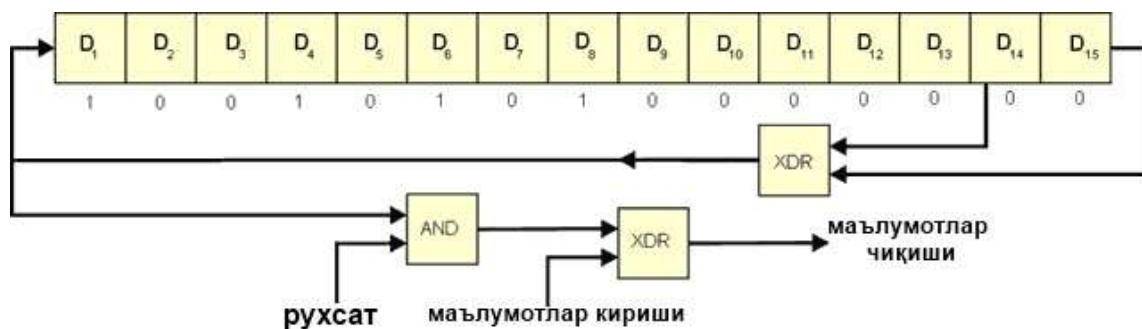 D1 D2 D3 D4 D5 D6 D7 D8 D9 D10 D11 D12 D13 D14 D15
1 0 0 1 0 1 0 1 0 0 0 0 0 0 0
XDR
AND
XDR
маълумотлар
чиқиши
рухсат
маълумотлар кириши